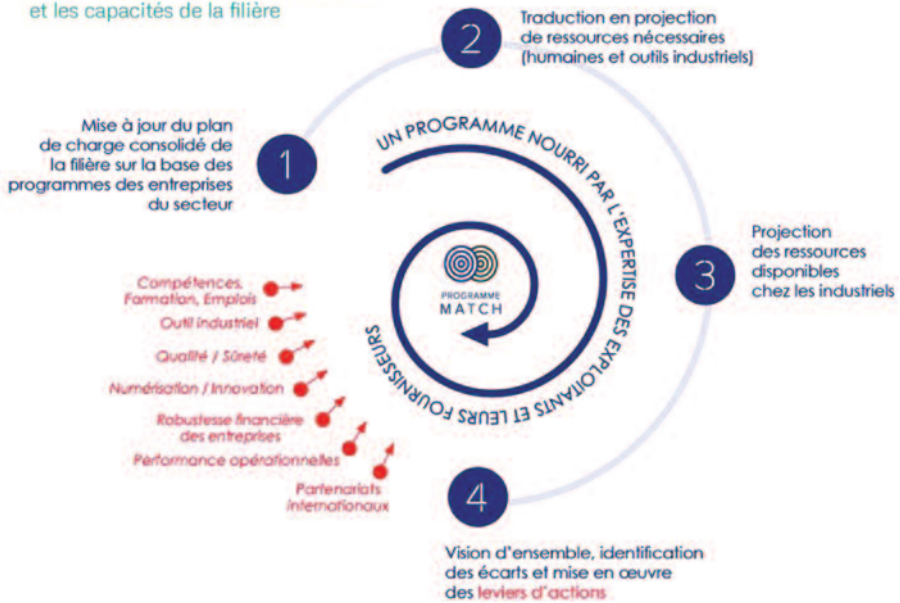 et les capacités de la filière
1
Mise à jour du plan
de charge consolidé de
la filière sur la base des
programmes des entreprises
du secteur
2
Traduction en projection
de ressources nécessaires
(humaines et outils industriels)
3
Projection
des ressources
disponibles
chez les industriels
4
Vision d'ensemble, identification
des écarts et mise en œuvre
des leviers d'actions
UN PROGRAMME NOURRI PAR L'EXPERTISE DES EXPLOITANTS ET LEURS FOURNISSEURS
PROGRAMME
MATCH
Compétences,
Formation, Emplois
Outil industriel
Qualité / Sûreté
Numérisation / Innovation
Robustesse financière
des entreprises
Performance opérationnelles
Partenariats
internationaux